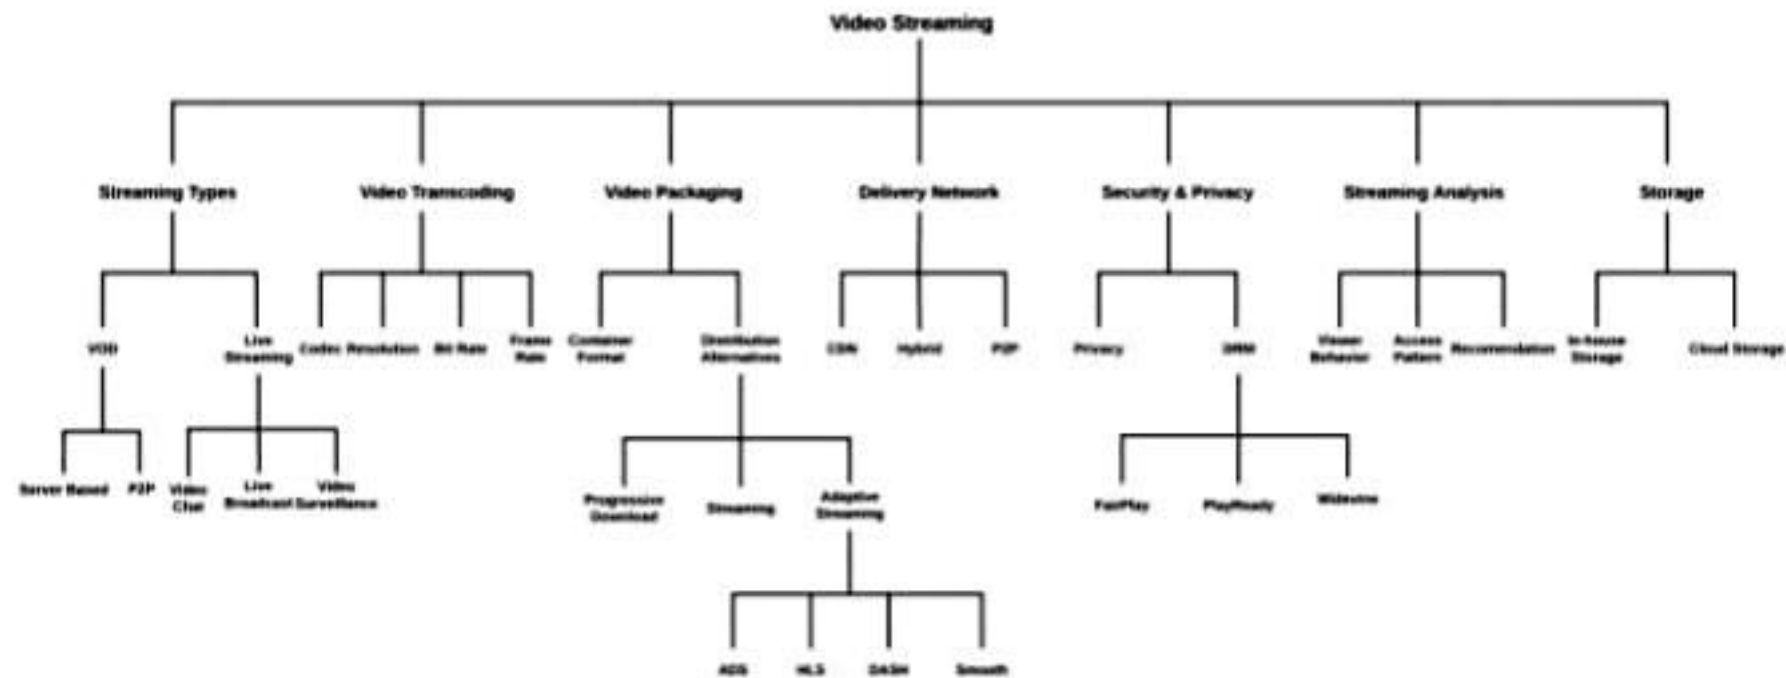 Video Streaming
Streaming Types
Video Transcoding
Video Packaging
Delivery Network
Security & Privacy
Streaming Analysis
Storage
VOD
Live
Streaming
Codec
Resolution
Bit Rate
Frame
Rate
Container
Format
Distribution
Alternatives
CDN
Hybrid
P2P
Privacy
DRM
Viewer
Behavior
Access
Pattern
Recomendation
In-house
Storage
Cloud Storage
Server Based
P2P
Video
Chat
Live
Broadcast
Video
Surveillance
Progressive
Download
Streaming
Adaptive
Streaming
FairPlay
PlayReady
Widevine
HLS
DASH
Smooth